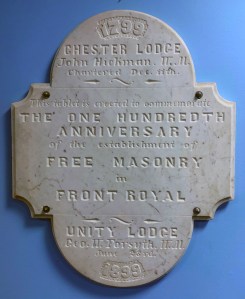 1799
CHESTER LODGE
John Hickman, W.M.
Chartered Dec. 11th.
This tablet is erected to commemorate
THE ONE HUNDREDTH
ANNIVERSARY
of the establishment of
FREE MASONRY
in
FRONT ROYAL
UNITY LODGE
Geo. W. Forsyth, W.M.
June
1899